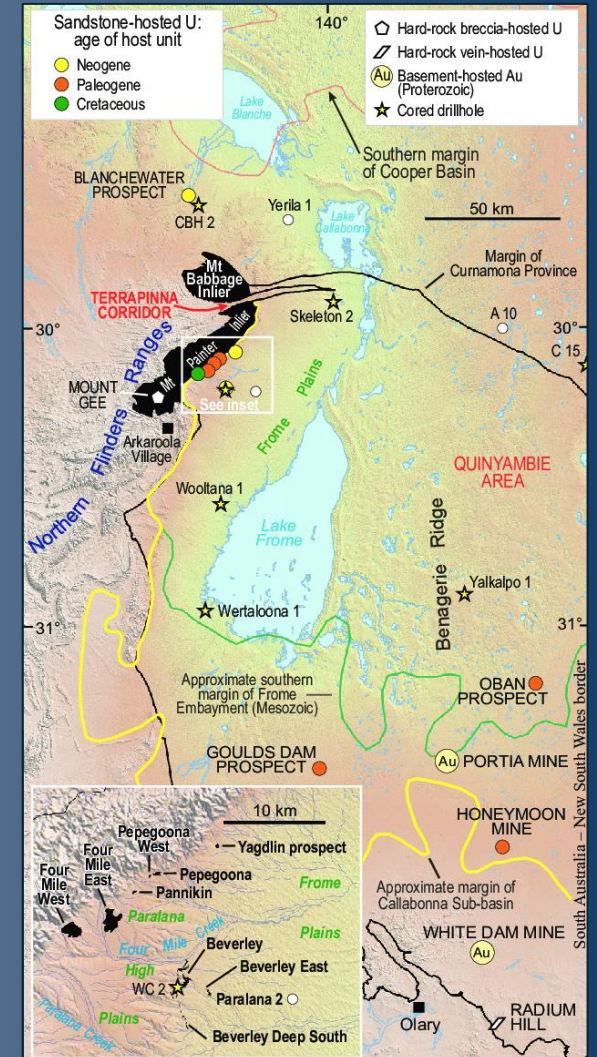 Sandstone-hosted U:
age of host unit
Neogene
Paleogene
Cretaceous
140°
Hard-rock breccia-hosted U
Hard-rock vein-hosted U
Au
Basement-hosted Au
(Proterozoic)
Cored drillhole
Lake
Blanche
Southern margin
of Cooper Basin
BLANCHEWATER
PROSPECT
CBH 2
Yerila 1
Lake
Callabonna
50 km
Mt
Babbage
Inlier
Margin of
Curnamona Province
TERRAPINNA
CORRIDOR
Skeleton 2
A 10
30°
30°
C 15
Mt Painter Inlier
MOUNT
GEE
See inset
Arkaroola
Village
Northern Flinders Ranges
Frome Plains
QUINYAMBIE
AREA
Wooltana 1
Lake
Frome
Benagerie Ridge
Yalkalpo 1
Wertaloona 1
31°
31°
Approximate southern
margin of Frome
Embayment (Mesozoic)
OBAN
PROSPECT
GOULDS DAM
PROSPECT
Au
PORTIA MINE
HONEYMOON
MINE
South Australia – New South Wales border
Approximate margin of
Callabonna Sub-basin
WHITE DAM MINE
Au
Olary
RADIUM
HILL
10 km
Pepegoona
West
Yagdlin prospect
Four
Mile
East
Four
Mile
West
Pepegoona
Pannikin
Frome
Plains
Paralana
High
Plains
Four Mile Creek
Beverley
Beverley East
WC 2
Paralana 2
Paralana Creek
Beverley Deep South